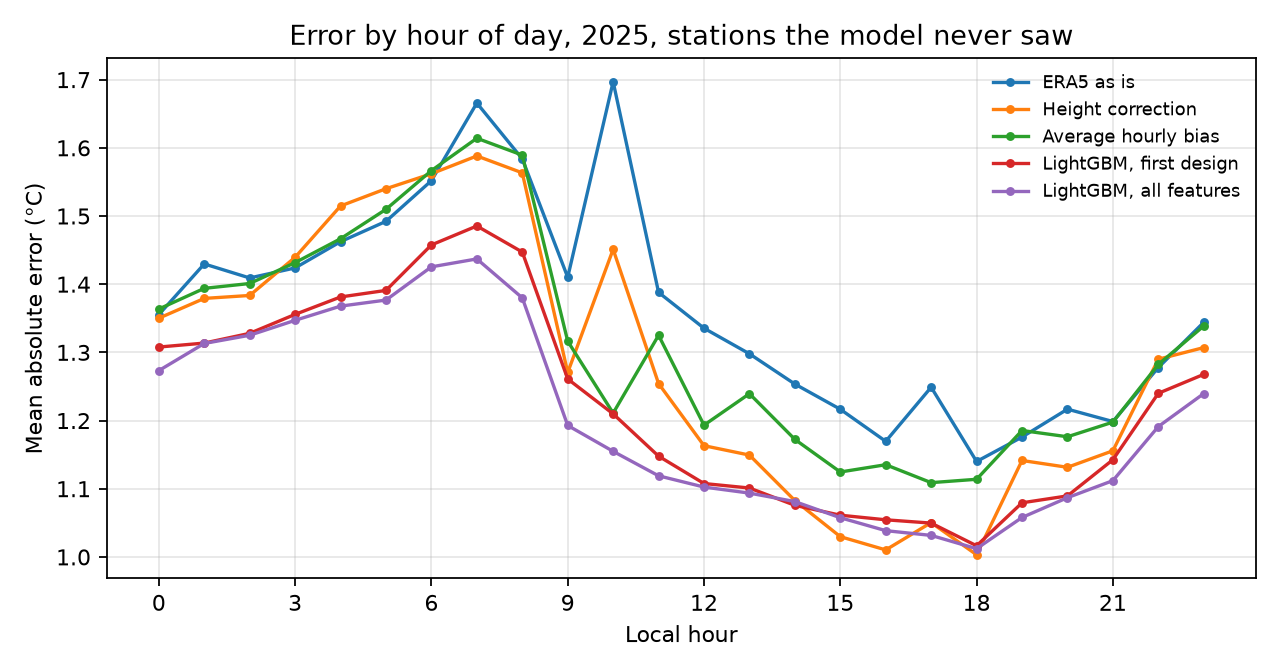 Error by hour of day, 2025, stations the model never saw
ERA5 as is
Height correction
Average hourly bias
LightGBM, first design
LightGBM, all features
Mean absolute error (°C)
1.7
1.6
1.5
1.4
1.3
1.2
1.1
1.0
0 3 6 9 12 15 18 21
Local hour